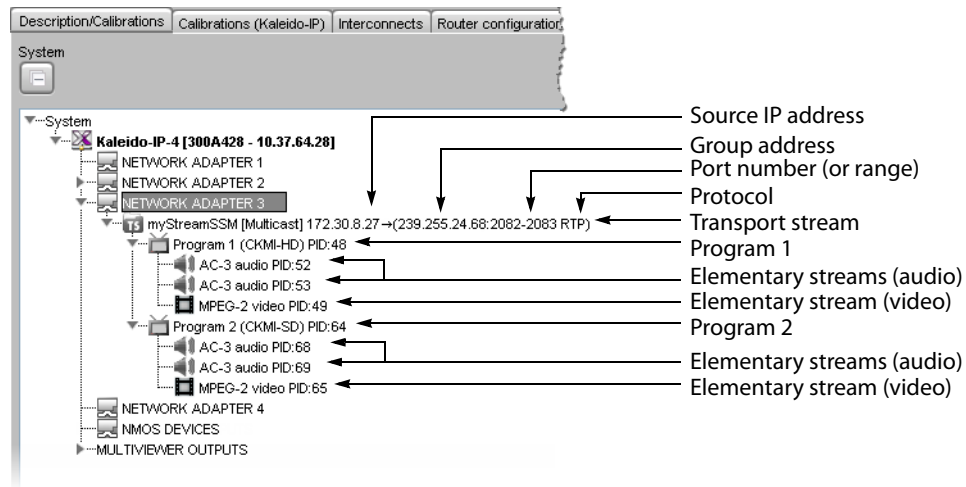 Description/Calibrations Calibrations (Kaleido-IP) Interconnects Router configuration
System
System
Kaleido-IP-4 [300A428 - 10.37.64.28]
NETWORK ADAPTER 1
NETWORK ADAPTER 2
NETWORK ADAPTER 3
myStreamSSM [Multicast] 172.30.8.27→(239.255.24.68:2082-2083 RTP)
Program 1 (CKMI-HD) PID:48
AC-3 audio PID:52
AC-3 audio PID:53
MPEG-2 video PID:49
Program 2 (CKMI-SD) PID:64
AC-3 audio PID:68
AC-3 audio PID:69
MPEG-2 video PID:65
NETWORK ADAPTER 4
NMOS DEVICES
MULTIVIEWER OUTPUTS
Source IP address
Group address
Port number (or range)
Protocol
Transport stream
Program 1
Elementary streams (audio)
Elementary stream (video)
Program 2
Elementary streams (audio)
Elementary stream (video)